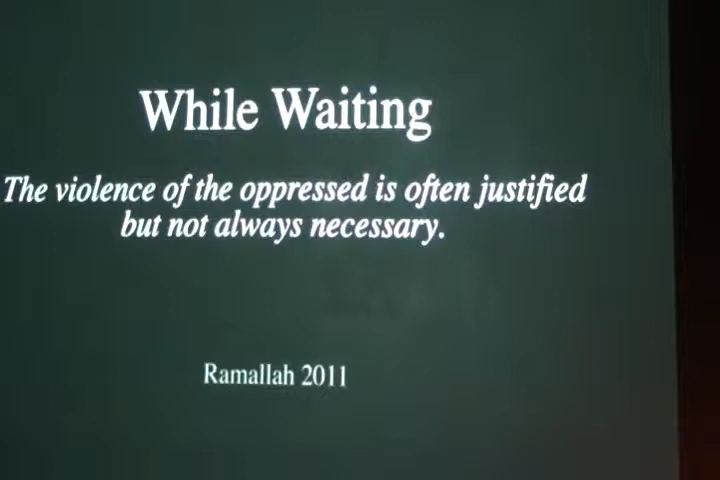 While Waiting
The violence of the oppressed is often justified
but not always necessary.
Ramallah 2011